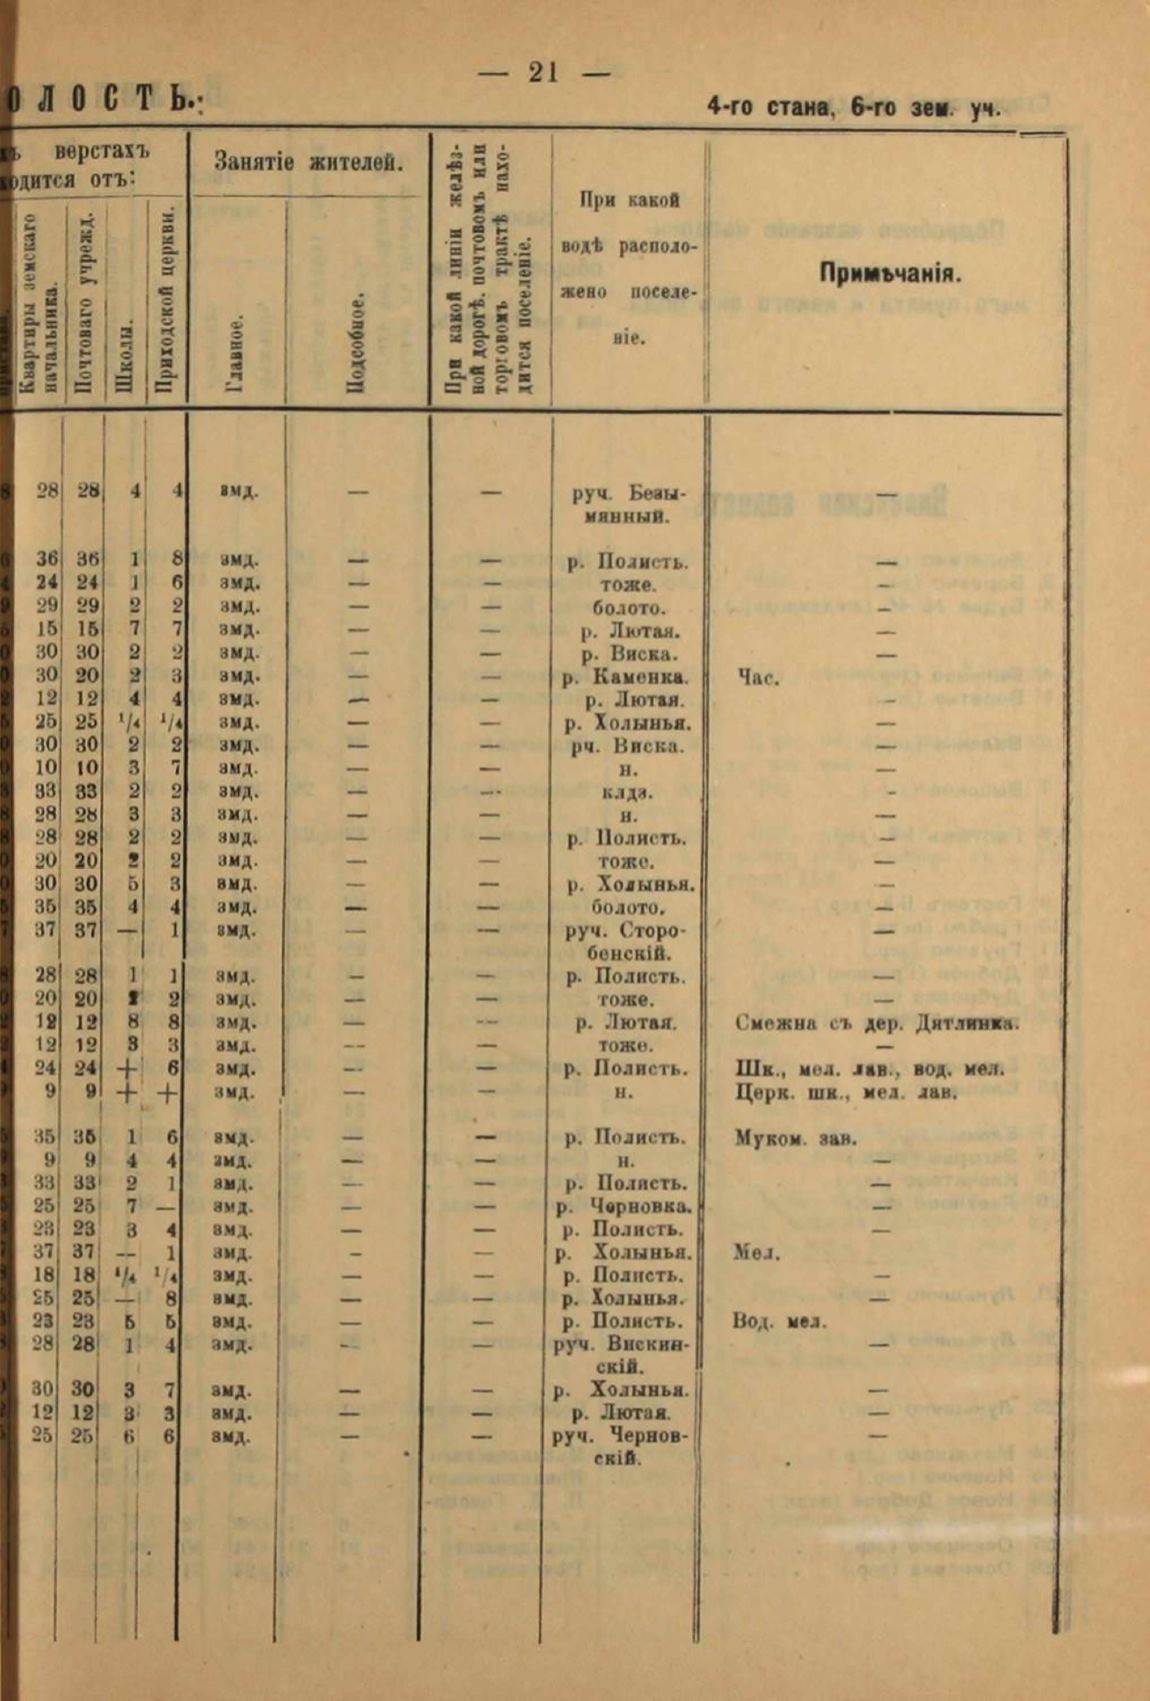 — 21 —
ОЛОСТЬ.
4-го стана, 6-го зем. уч.
верстахъ
одится отъ:
Занятіе жителей.
При какой линіи желѣз-
ной дорогѣ, почтовомъ или
торговомъ трактѣ нахо-
дится поселеніе.
При какой
водѣ располо-
жено поселе-
ніе.
Примѣчанія.
Квартиры земскаго
начальника.
Почтоваго учрежд.
Школы.
Приходской церкви.
Главное.
Подсобное.
28 28 4 4 змд. — — руч. Безы- —
мянный.
36 36 1 8 змд. — — р. Полисть. —
24 24 1 6 змд. — — тоже. —
29 29 2 2 змд. — — болото. —
15 15 7 7 змд. — — р. Лютая. —
30 30 2 2 змд. — — р. Виска. —
30 20 2 3 змд. — — р. Каменка. Час.
12 12 4 4 змд. — — р. Лютая. —
25 25 1/4 1/4 змд. — — р. Холынья. —
30 30 2 2 змд. — — рч. Виска. —
10 10 3 7 змд. — — н. —
33 33 2 2 змд. — — клдз. —
28 28 3 3 змд. — — н. —
28 28 2 2 змд. — — р. Полисть. —
20 20 2 2 змд. — — тоже. —
30 30 5 3 змд. — — р. Холынья. —
35 35 4 4 змд. — — болото. —
37 37 — 1 змд. — — руч. Сторо- —
бенскій.
28 28 1 1 змд. — — р. Полисть. —
20 20 2 змд. — — тоже. —
12 12 8 8 змд. — — р. Лютая. Смежна съ дер. Дятлинка.
12 12 3 3 змд. — — тоже. —
24 24 + 6 змд. — — р. Полисть. Шк., мел. лав., вод. мел.
9 9 + + змд. — — н. Церк. шк., мел. лав.
35 35 1 6 змд. — — р. Полисть. Муком. зав.
9 9 4 4 змд. — — н. —
33 33 2 1 змд. — — р. Полисть. —
25 25 7 — змд. — — р. Черновка. —
23 23 3 4 змд. — — р. Полисть. —
37 37 — 1 змд. — — р. Холынья. Мел.
18 18 1/4 1/4 змд. — — р. Полисть. —
25 25 — 8 змд. — — р. Холынья. —
23 23 5 5 змд. — — р. Полисть. Вод. мел.
28 28 1 4 змд. — — руч. Вискин- —
скій.
30 30 3 7 змд. — — р. Холынья. —
12 12 3 3 змд. — — р. Лютая. —
25 25 6 6 змд. — — руч. Чернов- —
скій.